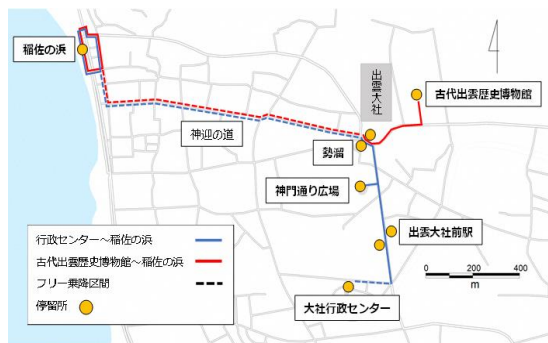 稲佐の浜
出雲大社
古代出雲歴史博物館
神迎の道
勢溜
神門通り広場
出雲大社前駅
大社行政センター
行政センター~稲佐の浜
古代出雲歴史博物館~稲佐の浜
フリー乗降区間
停留所
0 200 400
m